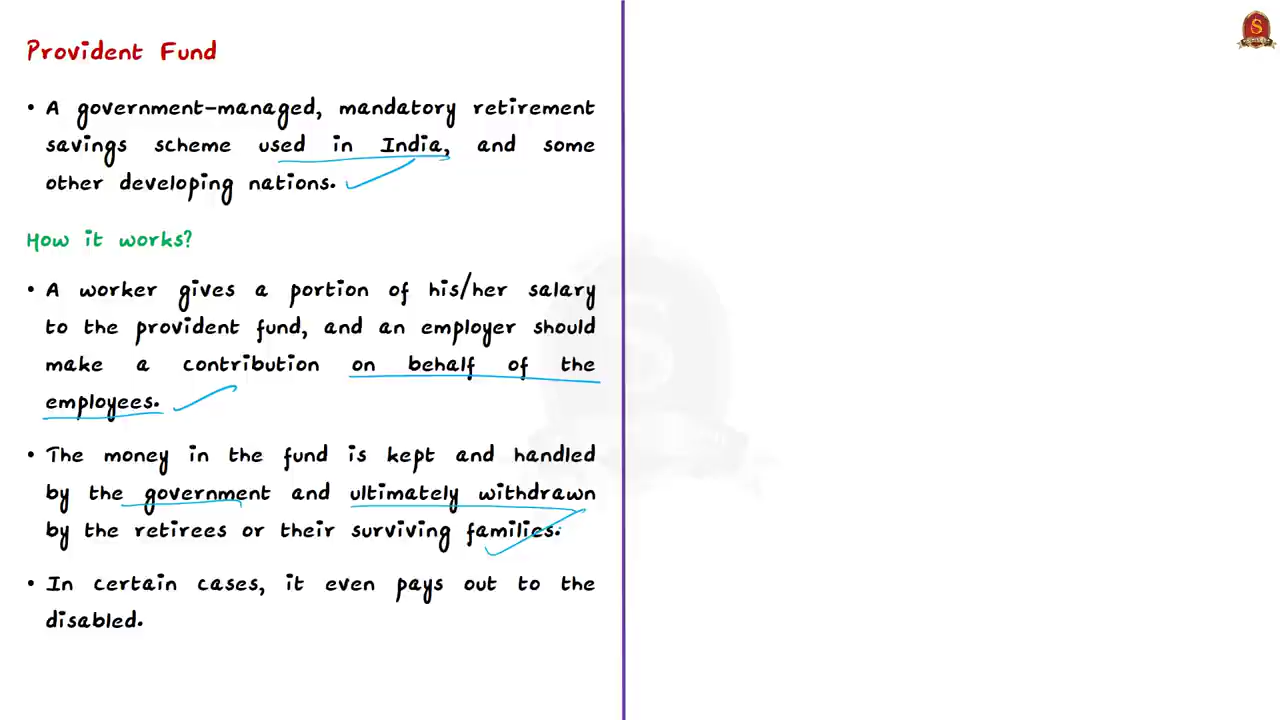 Provident Fund
• A government-managed, mandatory retirement
savings scheme used in India, and some
other developing nations.
How it works?
• A worker gives a portion of his/her salary
to the provident fund, and an employer should
make a contribution on behalf of the
employees.
• The money in the fund is kept and handled
by the government and ultimately withdrawn
by the retirees or their surviving families.
• In certain cases, it even pays out to the
disabled.
S